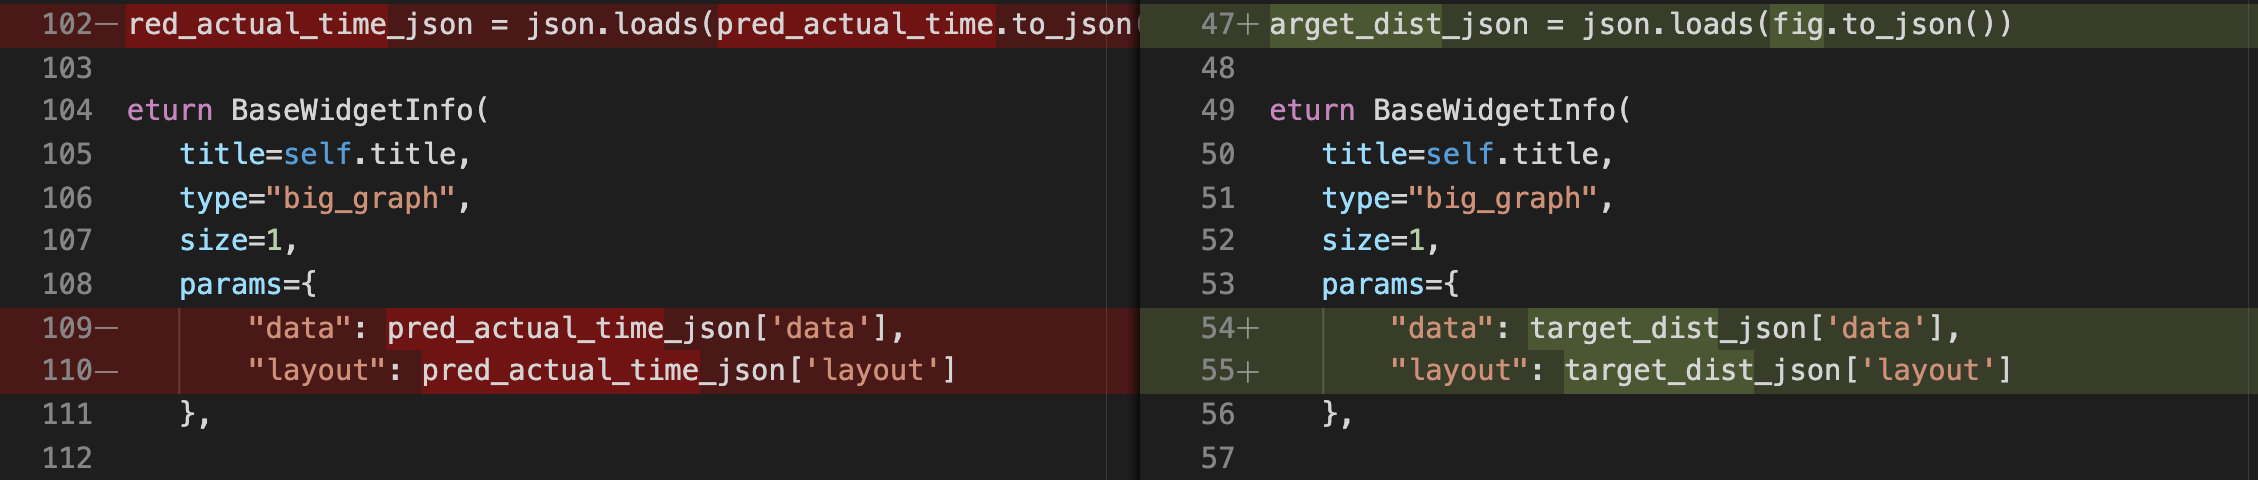 102— red_actual_time_json = json.loads(pred_actual_time.to_json(
103
104 eturn BaseWidgetInfo(
105 title=self.title,
106 type="big_graph",
107 size=1,
108 params={
109— "data": pred_actual_time_json['data'],
110— "layout": pred_actual_time_json['layout']
111 },
112
47+ arget_dist_json = json.loads(fig.to_json())
48
49 eturn BaseWidgetInfo(
50 title=self.title,
51 type="big_graph",
52 size=1,
53 params={
54+ "data": target_dist_json['data'],
55+ "layout": target_dist_json['layout']
56 },
57